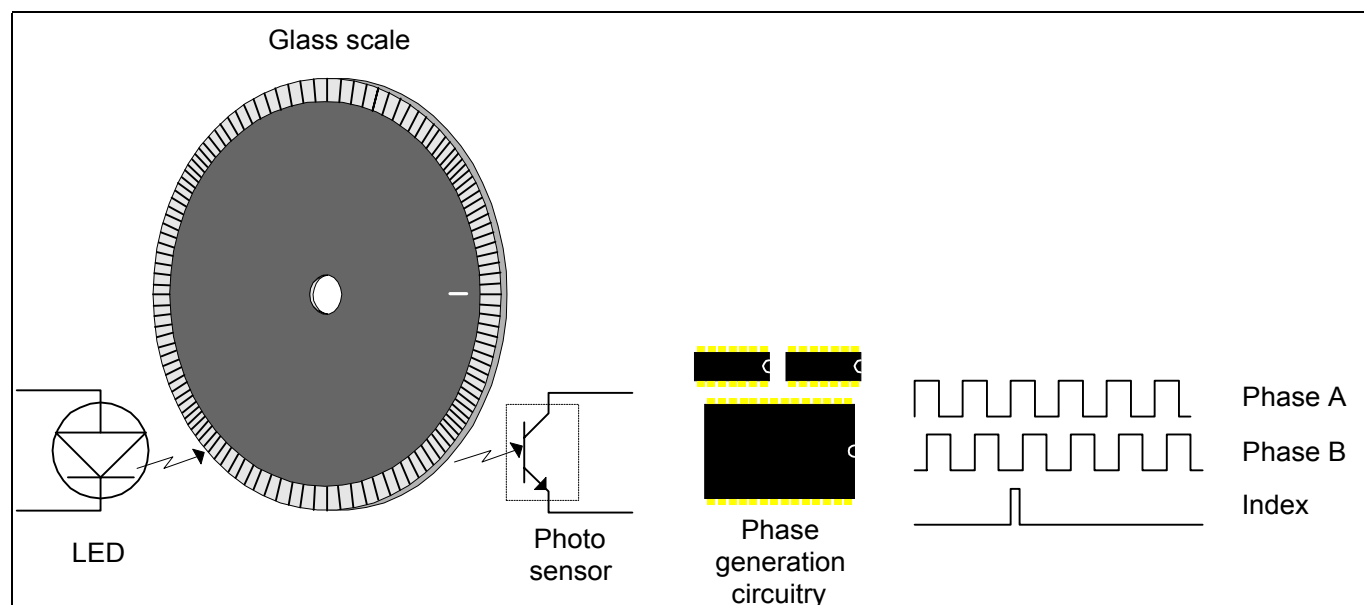 Glass scale
LED
Photo
sensor
Phase
generation
circuitry
Phase A
Phase B
Index